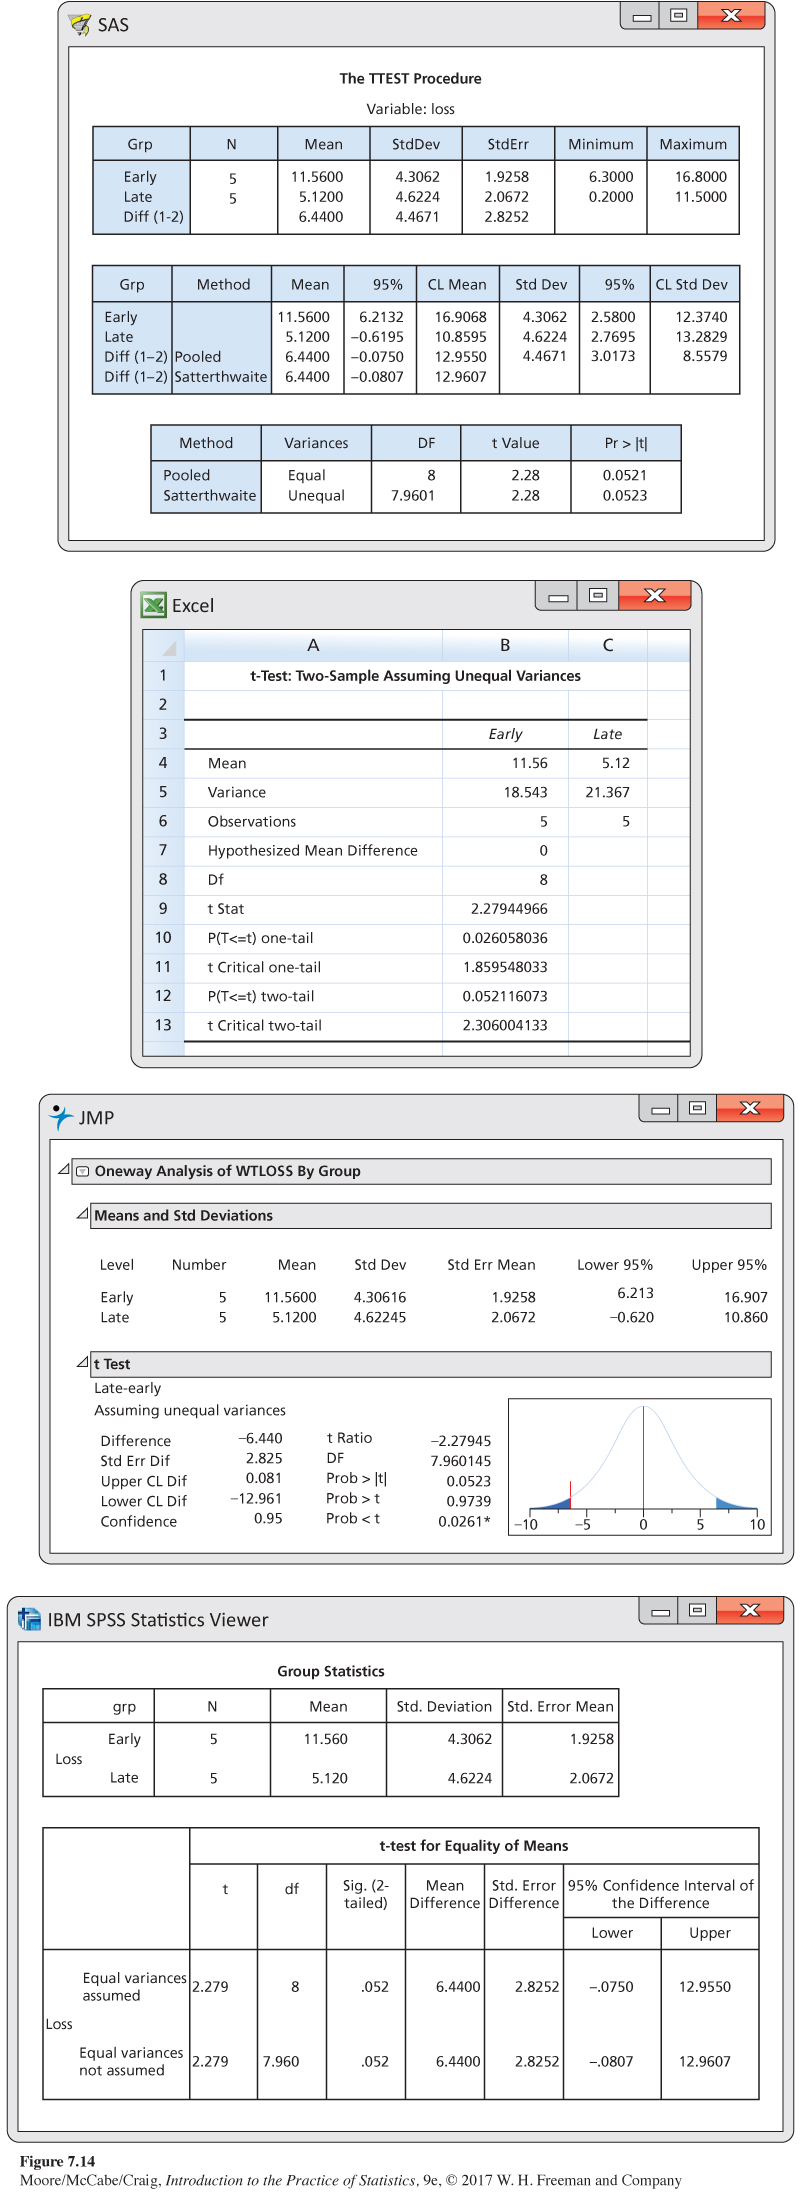 SAS
The TTEST Procedure
Variable: loss
Grp N Mean StdDev StdErr Minimum Maximum
Early 5 11.5600 4.3062 1.9258 6.3000 16.8000
Late 5 5.1200 4.6224 2.0672 0.2000 11.5000
Diff (1-2) 6.4400 4.4671 2.8252
Grp Method Mean 95% CL Mean Std Dev 95% CL Std Dev
Early 11.5600 6.2132 16.9068 4.3062 2.5800 12.3740
Late 5.1200 −0.6195 10.8595 4.6224 2.7695 13.2829
Diff (1–2) Pooled 6.4400 −0.0750 12.9550 4.4671 3.0173 8.5579
Diff (1–2) Satterthwaite 6.4400 −0.0807 12.9607
Method Variances DF t Value Pr > |t|
Pooled Equal 8 2.28 0.0521
Satterthwaite Unequal 7.9601 2.28 0.0523
Excel
A B C
1 t-Test: Two-Sample Assuming Unequal Variances
2
3 Early Late
4 Mean 11.56 5.12
5 Variance 18.543 21.367
6 Observations 5 5
7 Hypothesized Mean Difference 0
8 Df 8
9 t Stat 2.27944966
10 P(T<=t) one-tail 0.026058036
11 t Critical one-tail 1.859548033
12 P(T<=t) two-tail 0.052116073
13 t Critical two-tail 2.306004133
JMP
Oneway Analysis of WTLOSS By Group
Means and Std Deviations
Level Number Mean Std Dev Std Err Mean Lower 95% Upper 95%
Early 5 11.5600 4.30616 1.9258 6.213 16.907
Late 5 5.1200 4.62245 2.0672 −0.620 10.860
t Test
Late-early
Assuming unequal variances
Difference −6.440 t Ratio −2.27945
Std Err Dif 2.825 DF 7.960145
Upper CL Dif 0.081 Prob > |t| 0.0523
Lower CL Dif −12.961 Prob > t 0.9739
Confidence 0.95 Prob < t 0.0261*
−10 −5 0 5 10
IBM SPSS Statistics Viewer
Group Statistics
grp N Mean Std. Deviation Std. Error Mean
Loss
Early 5 11.560 4.3062 1.9258
Late 5 5.120 4.6224 2.0672
t-test for Equality of Means
t df Sig. (2-tailed) Mean Difference Std. Error Difference 95% Confidence Interval of the Difference
Lower Upper
Loss
Equal variances assumed 2.279 8 .052 6.4400 2.8252 −.0750 12.9550
Equal variances not assumed 2.279 7.960 .052 6.4400 2.8252 −.0807 12.9607
Figure 7.14
Moore/McCabe/Craig, Introduction to the Practice of Statistics, 9e, © 2017 W. H. Freeman and Company